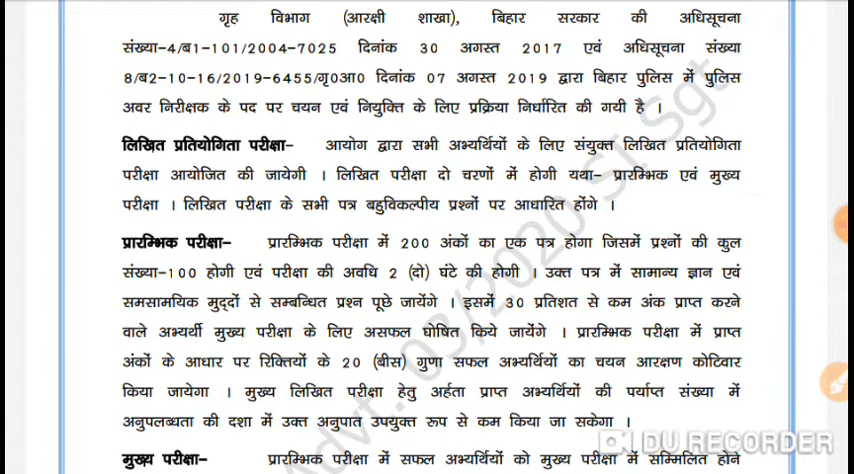 गृह विभाग (आरक्षी शाखा), बिहार सरकार की अधिसूचना
संख्या-4/ब1-101/2004-7025 दिनांक 30 अगस्त 2017 एवं अधिसूचना संख्या
8/ब2-10-16/2019-6455/गृ0आ0 दिनांक 07 अगस्त 2019 द्वारा बिहार पुलिस में पुलिस
अवर निरीक्षक के पद पर चयन एवं नियुक्ति के लिए प्रक्रिया निर्धारित की गयी है ।
लिखित प्रतियोगिता परीक्षा- आयोग द्वारा सभी अभ्यर्थियों के लिए संयुक्त लिखित प्रतियोगिता
परीक्षा आयोजित की जायेगी । लिखित परीक्षा दो चरणों में होगी यथा- प्रारम्भिक एवं मुख्य
परीक्षा । लिखित परीक्षा के सभी पत्र बहुविकल्पीय प्रश्नों पर आधारित होंगे ।
प्रारम्भिक परीक्षा- प्रारम्भिक परीक्षा में 200 अंकों का एक पत्र होगा जिसमें प्रश्नों की कुल
संख्या-100 होगी एवं परीक्षा की अवधि 2 (दो) घंटे की होगी । उक्त पत्र में सामान्य ज्ञान एवं
समसामयिक मुद्दों से सम्बन्धित प्रश्न पूछे जायेंगे । इसमें 30 प्रतिशत से कम अंक प्राप्त करने
वाले अभ्यर्थी मुख्य परीक्षा के लिए असफल घोषित किये जायेंगे । प्रारम्भिक परीक्षा में प्राप्त
अंकों के आधार पर रिक्तियों के 20 (बीस) गुणा सफल अभ्यर्थियों का चयन आरक्षण कोटिवार
किया जायेगा । मुख्य लिखित परीक्षा हेतु अर्हता प्राप्त अभ्यर्थियों की पर्याप्त संख्या में
अनुपलब्धता की दशा में उक्त अनुपात उपयुक्त रूप से कम किया जा सकेगा ।
मुख्य परीक्षा- प्रारम्भिक परीक्षा में सफल अभ्यर्थियों को मुख्य परीक्षा में सम्मिलित होने
Advt. 03/2020 SI Sgt
DU RECORDER